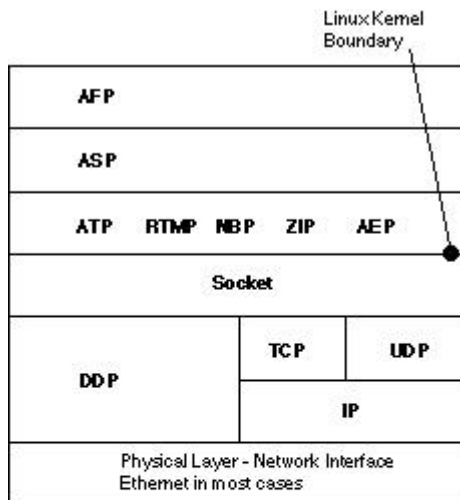 Linux Kernel
Boundary
AFP
ASP
ATP RTMP NBP ZIP AEP
Socket
TCP UDP
DDP
IP
Physical Layer - Network Interface
Ethernet in most cases